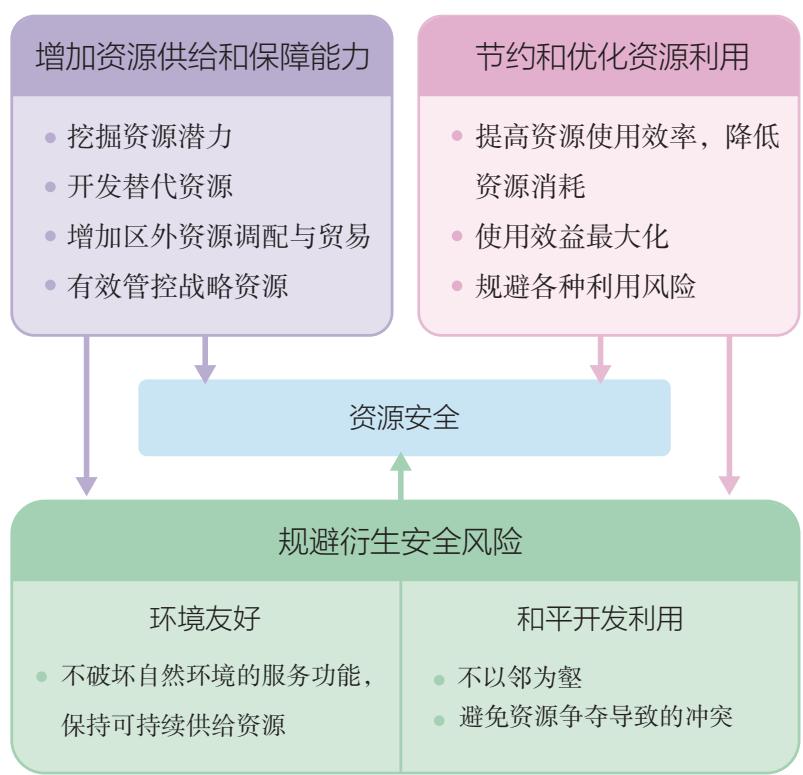 增加资源供给和保障能力
挖掘资源潜力
开发替代资源
增加区外资源调配与贸易
有效管控战略资源
节约和优化资源利用
提高资源使用效率，降低
资源消耗
使用效益最大化
规避各种利用风险
资源安全
规避衍生安全风险
环境友好
不破坏自然环境的服务功能，
保持可持续供给资源
和平开发利用
不以邻为壑
避免资源争夺导致的冲突